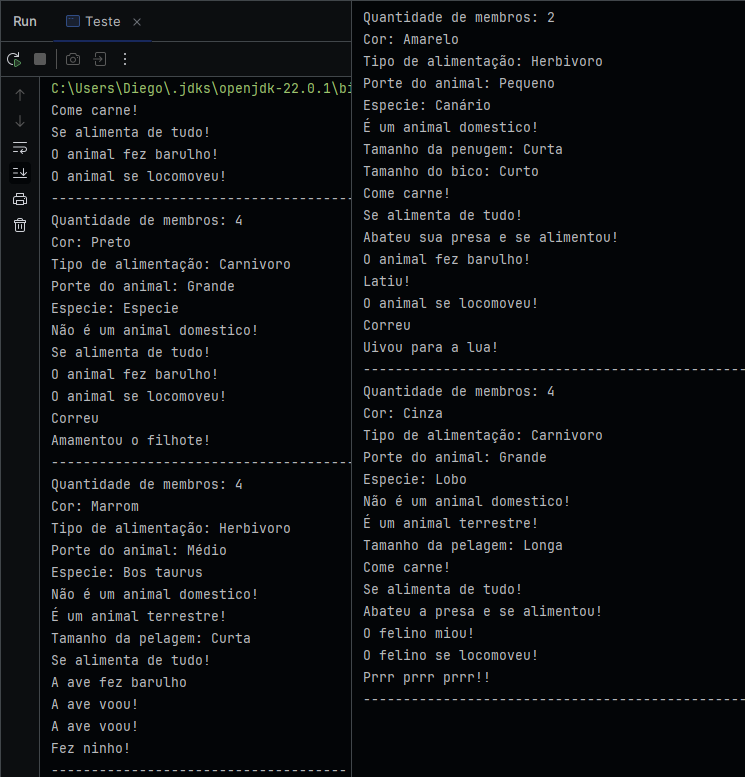 Run
Teste
C:\Users\Diego\.jdks\openjdk-22.0.1\bi
Come carne!
Se alimenta de tudo!
O animal fez barulho!
O animal se locomoveu!
--------------------------------------
Quantidade de membros: 4
Cor: Preto
Tipo de alimentação: Carnivoro
Porte do animal: Grande
Especie: Especie
Não é um animal domestico!
Se alimenta de tudo!
O animal fez barulho!
O animal se locomoveu!
Correu
Amamentou o filhote!
--------------------------------------
Quantidade de membros: 4
Cor: Marrom
Tipo de alimentação: Herbivoro
Porte do animal: Médio
Especie: Bos taurus
Não é um animal domestico!
É um animal terrestre!
Tamanho da pelagem: Curta
Se alimenta de tudo!
A ave fez barulho
A ave voou!
A ave voou!
Fez ninho!
-------------------------------------
Quantidade de membros: 2
Cor: Amarelo
Tipo de alimentação: Herbivoro
Porte do animal: Pequeno
Especie: Canário
É um animal domestico!
Tamanho da penugem: Curta
Tamanho do bico: Curto
Come carne!
Se alimenta de tudo!
Abateu sua presa e se alimentou!
O animal fez barulho!
Latiu!
O animal se locomoveu!
Correu
Uivou para a lua!
------------------------------------------------
Quantidade de membros: 4
Cor: Cinza
Tipo de alimentação: Carnivoro
Porte do animal: Grande
Especie: Lobo
Não é um animal domestico!
É um animal terrestre!
Tamanho da pelagem: Longa
Come carne!
Se alimenta de tudo!
Abateu a presa e se alimentou!
O felino miou!
O felino se locomoveu!
Prrr prrr prrr!!
------------------------------------------------